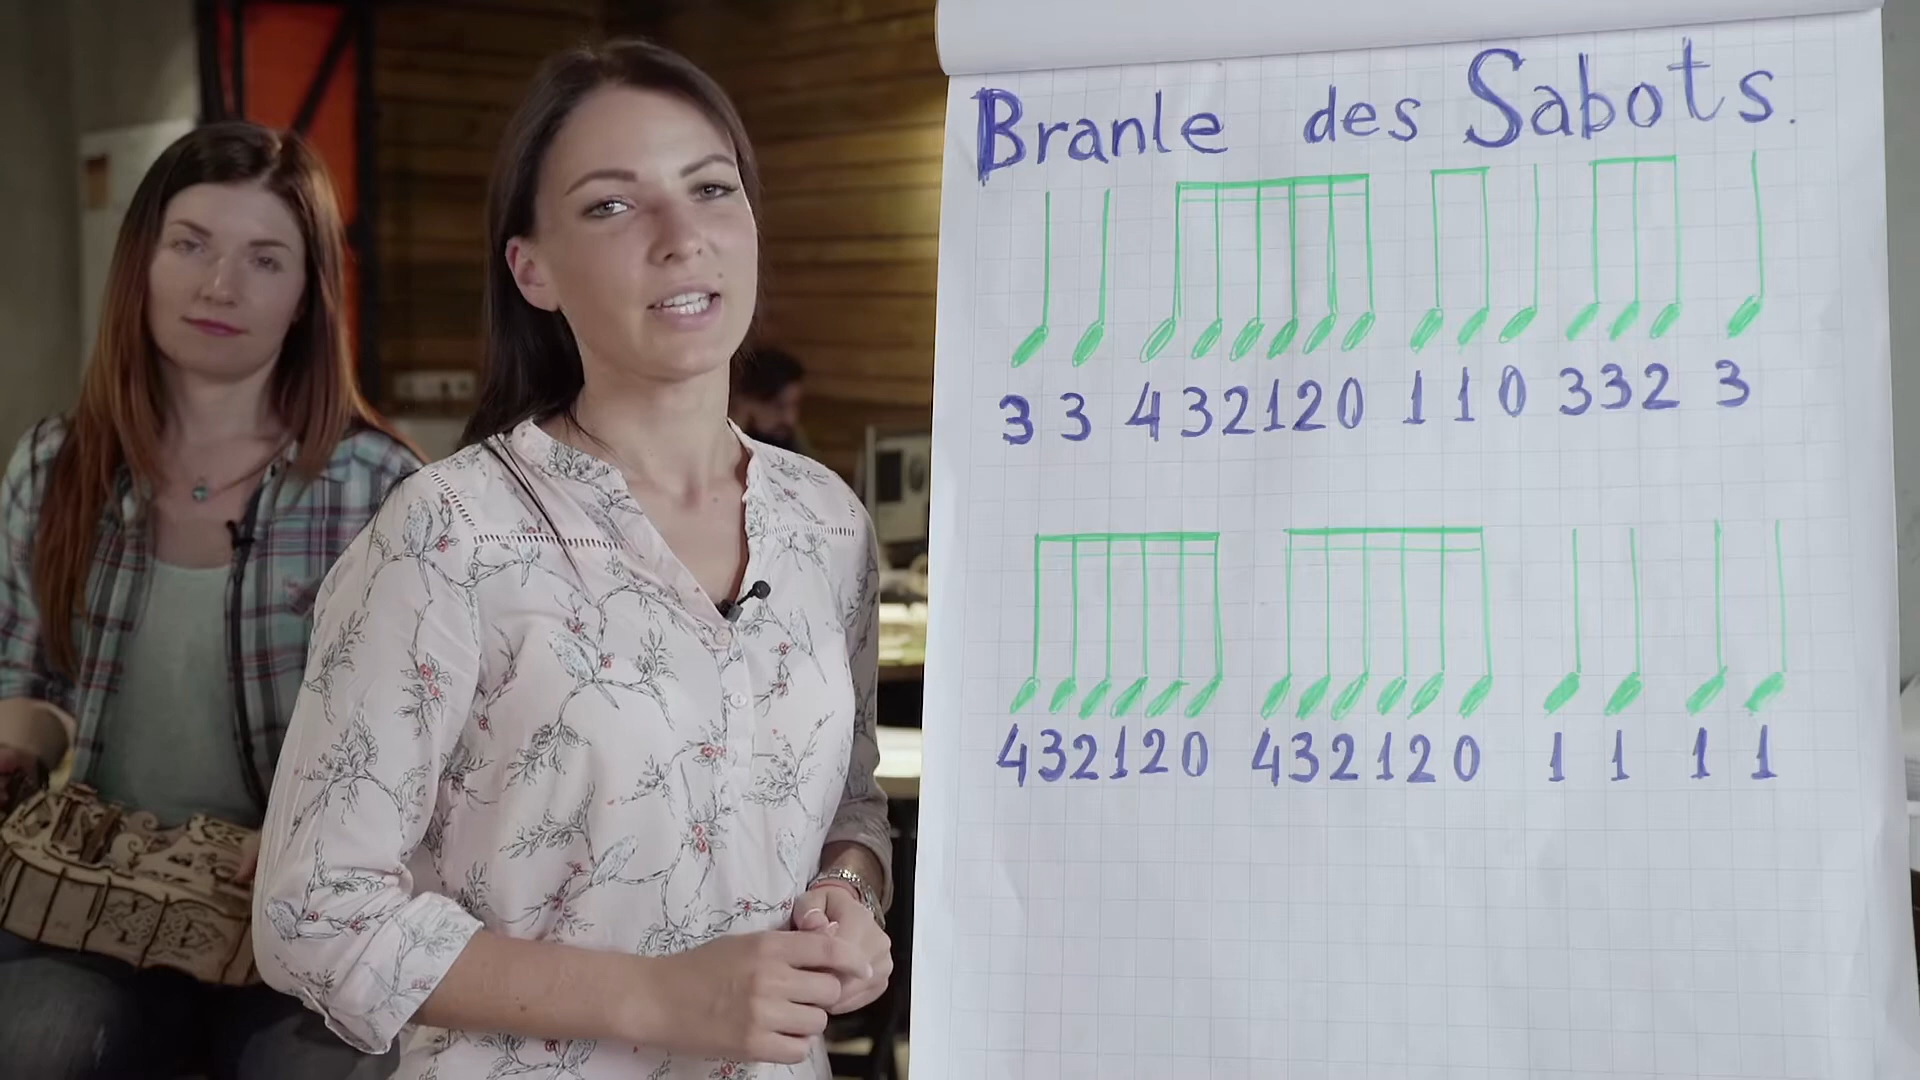 Branle des Sabots.
3 3 4 3 2 1 2 0 1 1 0 3 3 2 3
4 3 2 1 2 0 4 3 2 1 2 0 1 1 1 1